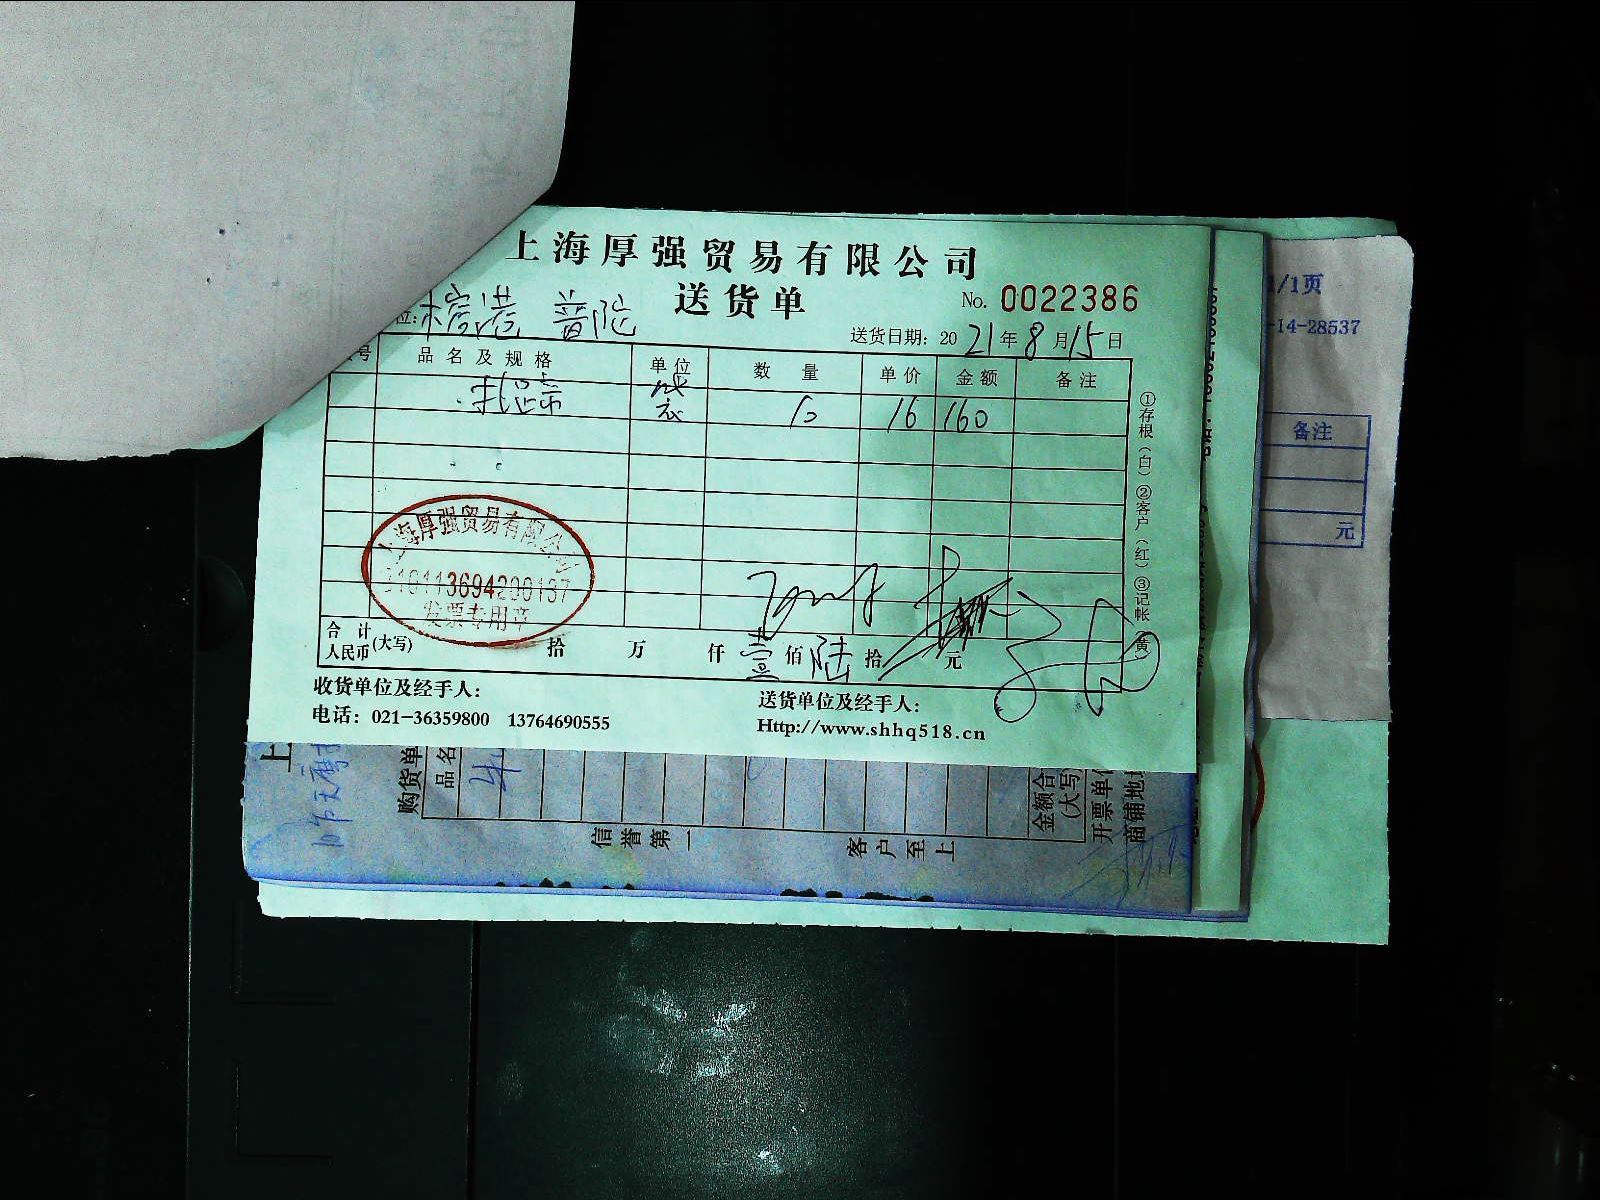 上海厚强贸易有限公司
送货单
No. 0022386
位: 普陀
送货日期: 2021年8月15日
号 品名及规格 单位 数量 单价 金额 备注
袋 10 16 160
①存根(白)②客户(红)③记帐(黄)
上海厚强贸易有限公司
310113694200137
发票专用章
合计人民币(大写) 拾 万 仟 壹佰 陆拾 元
收货单位及经手人:
送货单位及经手人:
电话: 021-36359800 13764690555
Http://www.shhq518.cn
1/1页
-14-28537
备注
元
上
购货单
品名
信誉第一
客户至上
金额合
(大写)
开票单位
商铺地址